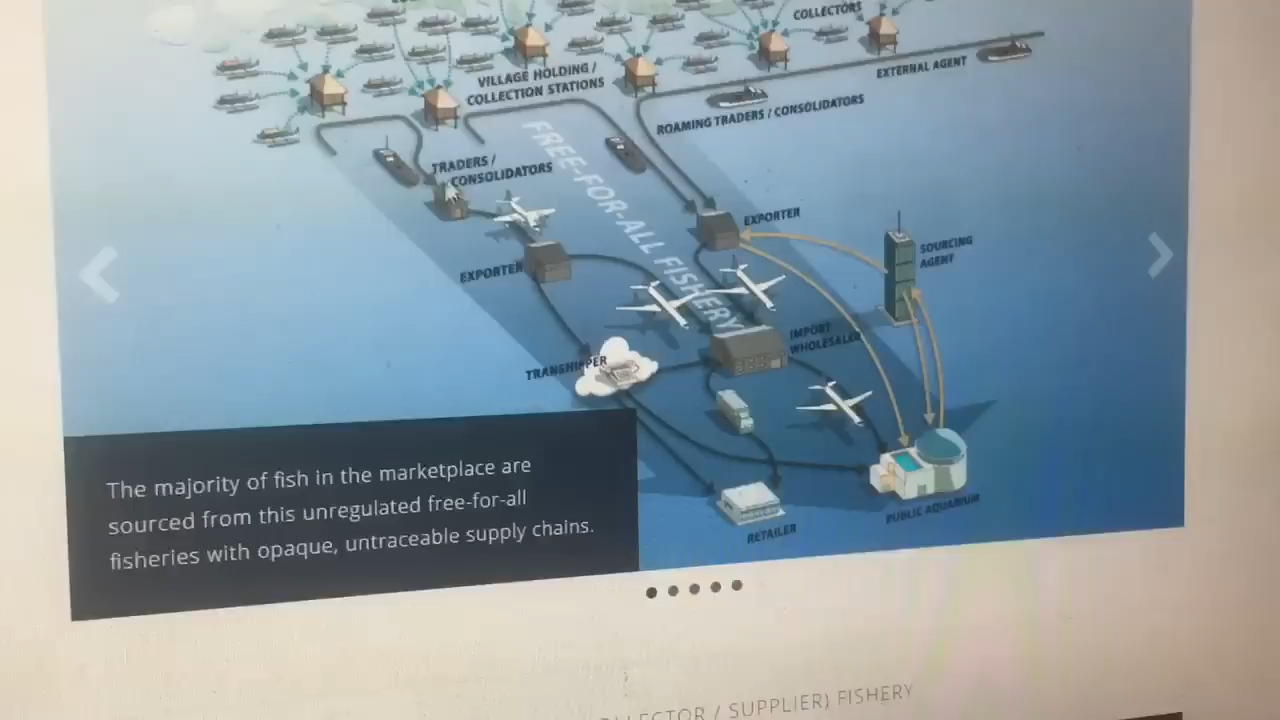 COLLECTORS
EXTERNAL AGENT
VILLAGE HOLDING /
COLLECTION STATIONS
ROAMING TRADERS / CONSOLIDATORS
TRADERS /
CONSOLIDATORS
FREE-FOR-ALL FISHERY
EXPORTER
SOURCING
AGENT
EXPORTER
IMPORT
WHOLESALER
TRANSHIPPER
PUBLIC AQUARIUM
RETAILER
The majority of fish in the marketplace are
sourced from this unregulated free-for-all
fisheries with opaque, untraceable supply chains.
/ SUPPLIER) FISHERY